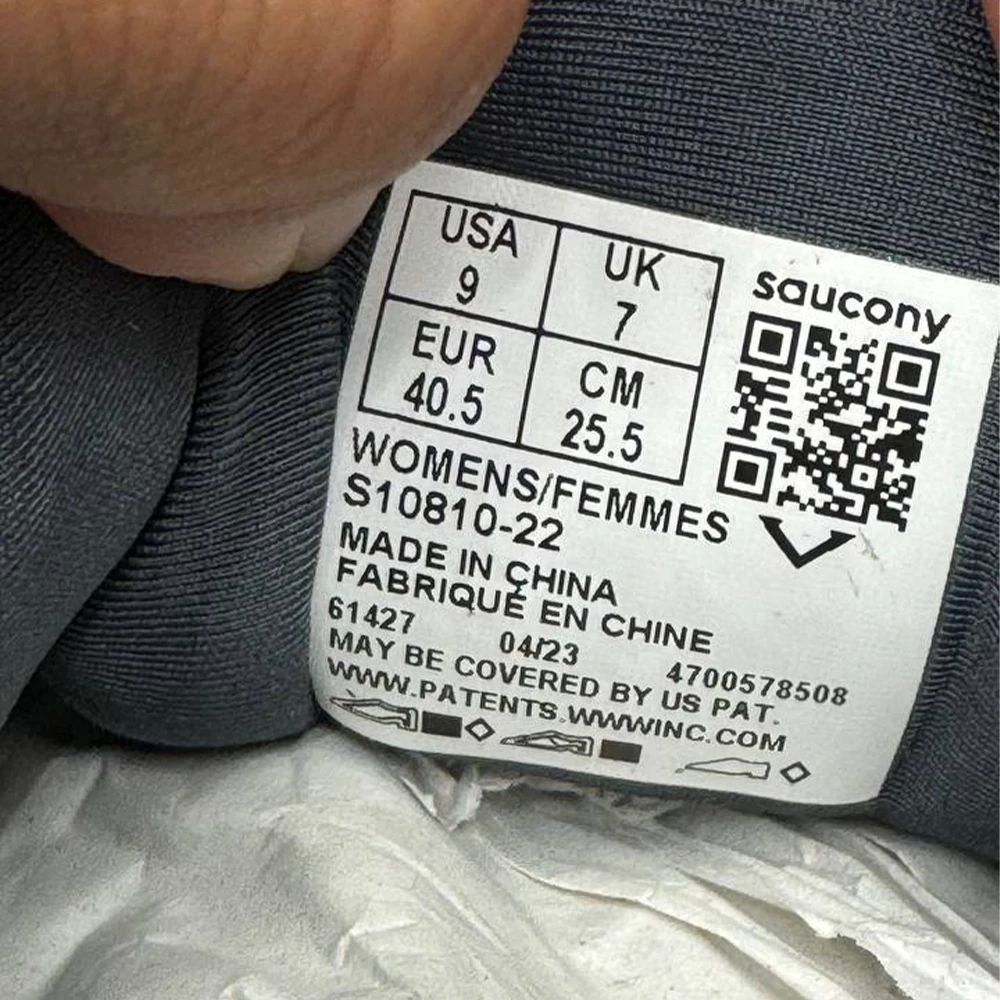 USA
9
UK
7
EUR
40.5
CM
25.5
saucony
WOMENS/FEMMES
S10810-22
MADE IN CHINA
FABRIQUÉ EN CHINE
61427 04/23 4700578508
MAY BE COVERED BY US PAT.
WWW.PATENTS.WWWINC.COM